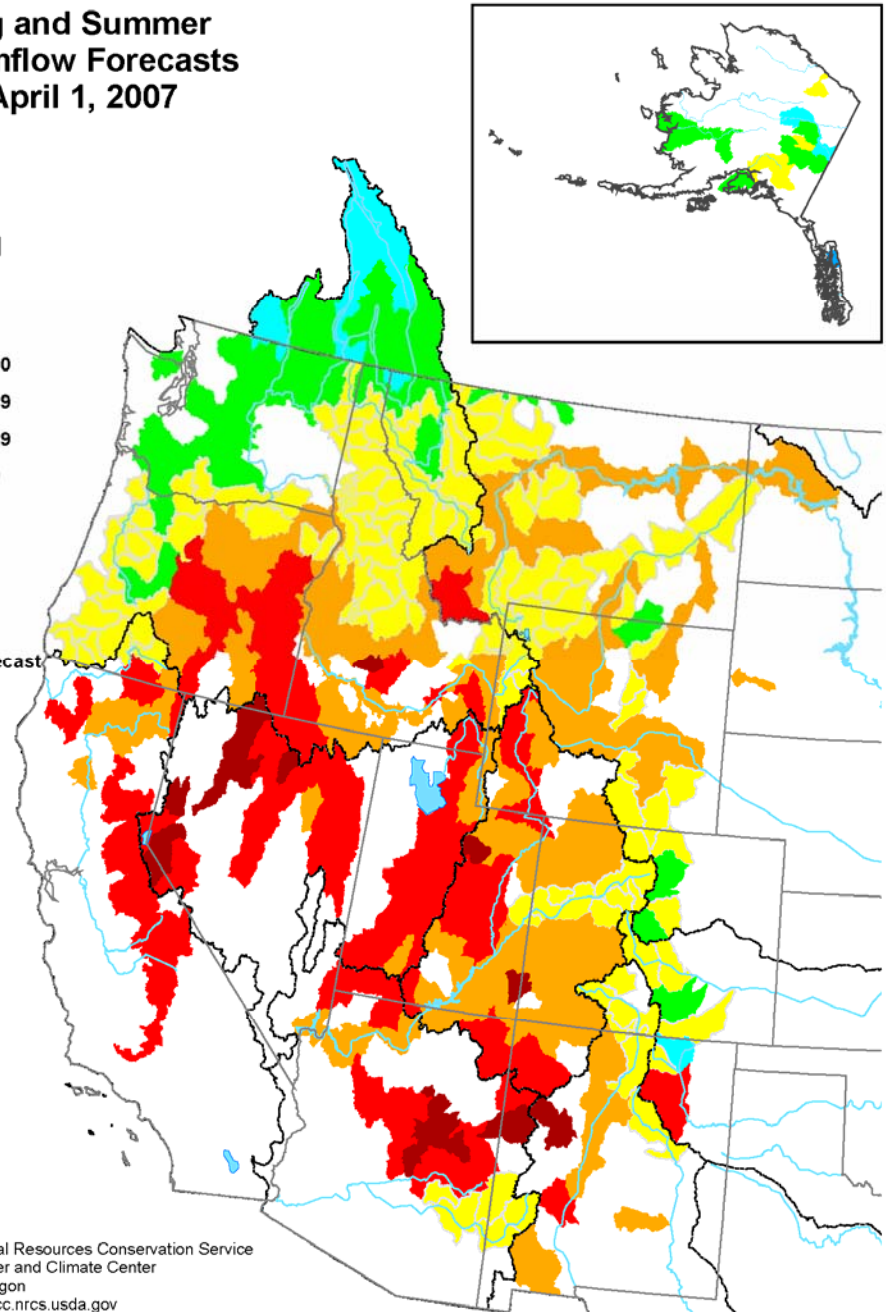 g and Summer
nflow Forecasts
April 1, 2007
0
9
9
ecast
al Resources Conservation Service
er and Climate Center
gon
cc.nrcs.usda.gov